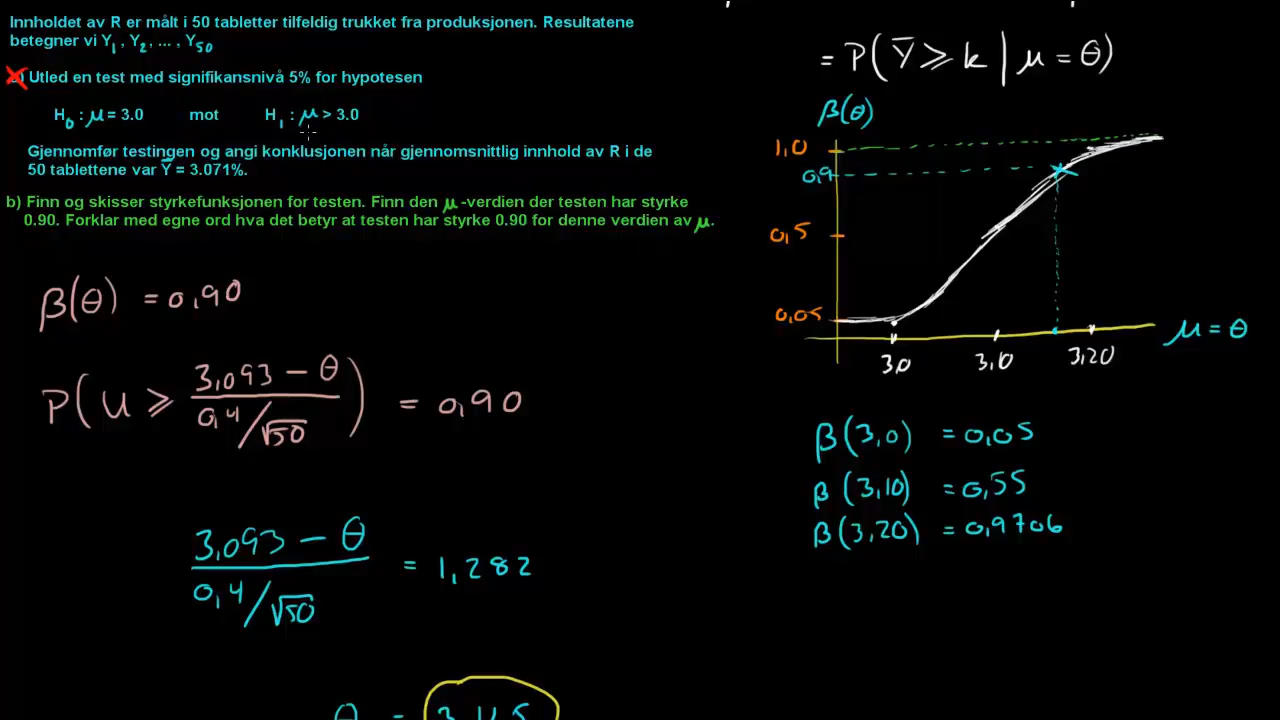 Innholdet av R er målt i 50 tabletter tilfeldig trukket fra produksjonen. Resultatene
betegner vi Y₁ , Y₂, ... , Y₅₀
a) Utled en test med signifikansnivå 5% for hypotesen
H₀ : μ = 3.0 mot H₁ : μ > 3.0
Gjennomfør testingen og angi konklusjonen når gjennomsnittlig innhold av R i de
50 tablettene var Ȳ = 3.071%.
b) Finn og skisser styrkefunksjonen for testen. Finn den μ -verdien der testen har styrke
0.90. Forklar med egne ord hva det betyr at testen har styrke 0.90 for denne verdien av μ.
β(θ) = 0,90
P(U ⩾ (3,093 − θ)/(0,4/√50)) = 0,90
(3,093 − θ)/(0,4/√50) = 1,282
θ =
= P(Ȳ ⩾ k | μ = θ)
β(θ)
1,0
0,9
0,5
0,05
3,0 3,10 3,20
μ = θ
β(3,0) = 0,05
β(3,10) = 0,55
β(3,20) = 0,9706